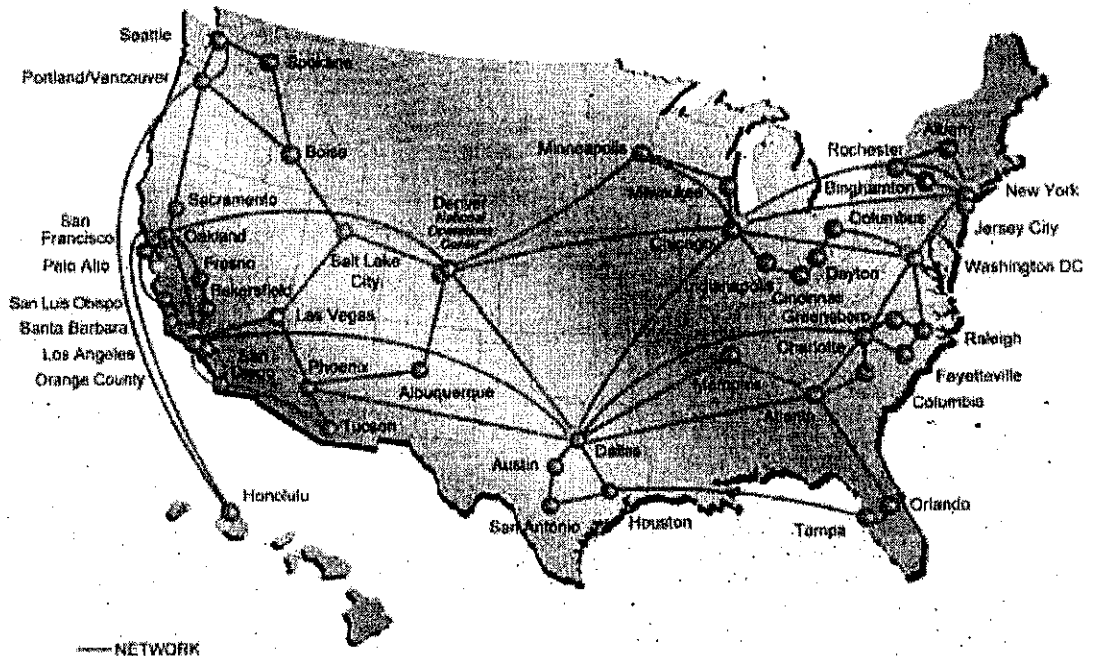 Seattle
Spokane
Portland/Vancouver
Boise
Sacramento
San
Francisco
Oakland
Palo Alto
Fresno
Bakersfield
San Luis Obispo
Santa Barbara
Los Angeles
Orange County
San
Diego
Las Vegas
Salt Lake
City
Denver
National
Operations
Center
Phoenix
Tucson
Albuquerque
Minneapolis
Milwaukee
Chicago
Indianapolis
Cincinnati
Dayton
Columbus
Rochester
Albany
Binghamton
New York
Jersey City
Washington DC
Greensboro
Charlotte
Raleigh
Fayetteville
Columbia
Memphis
Atlanta
Dallas
Austin
San Antonio
Houston
Tampa
Orlando
Honolulu
NETWORK